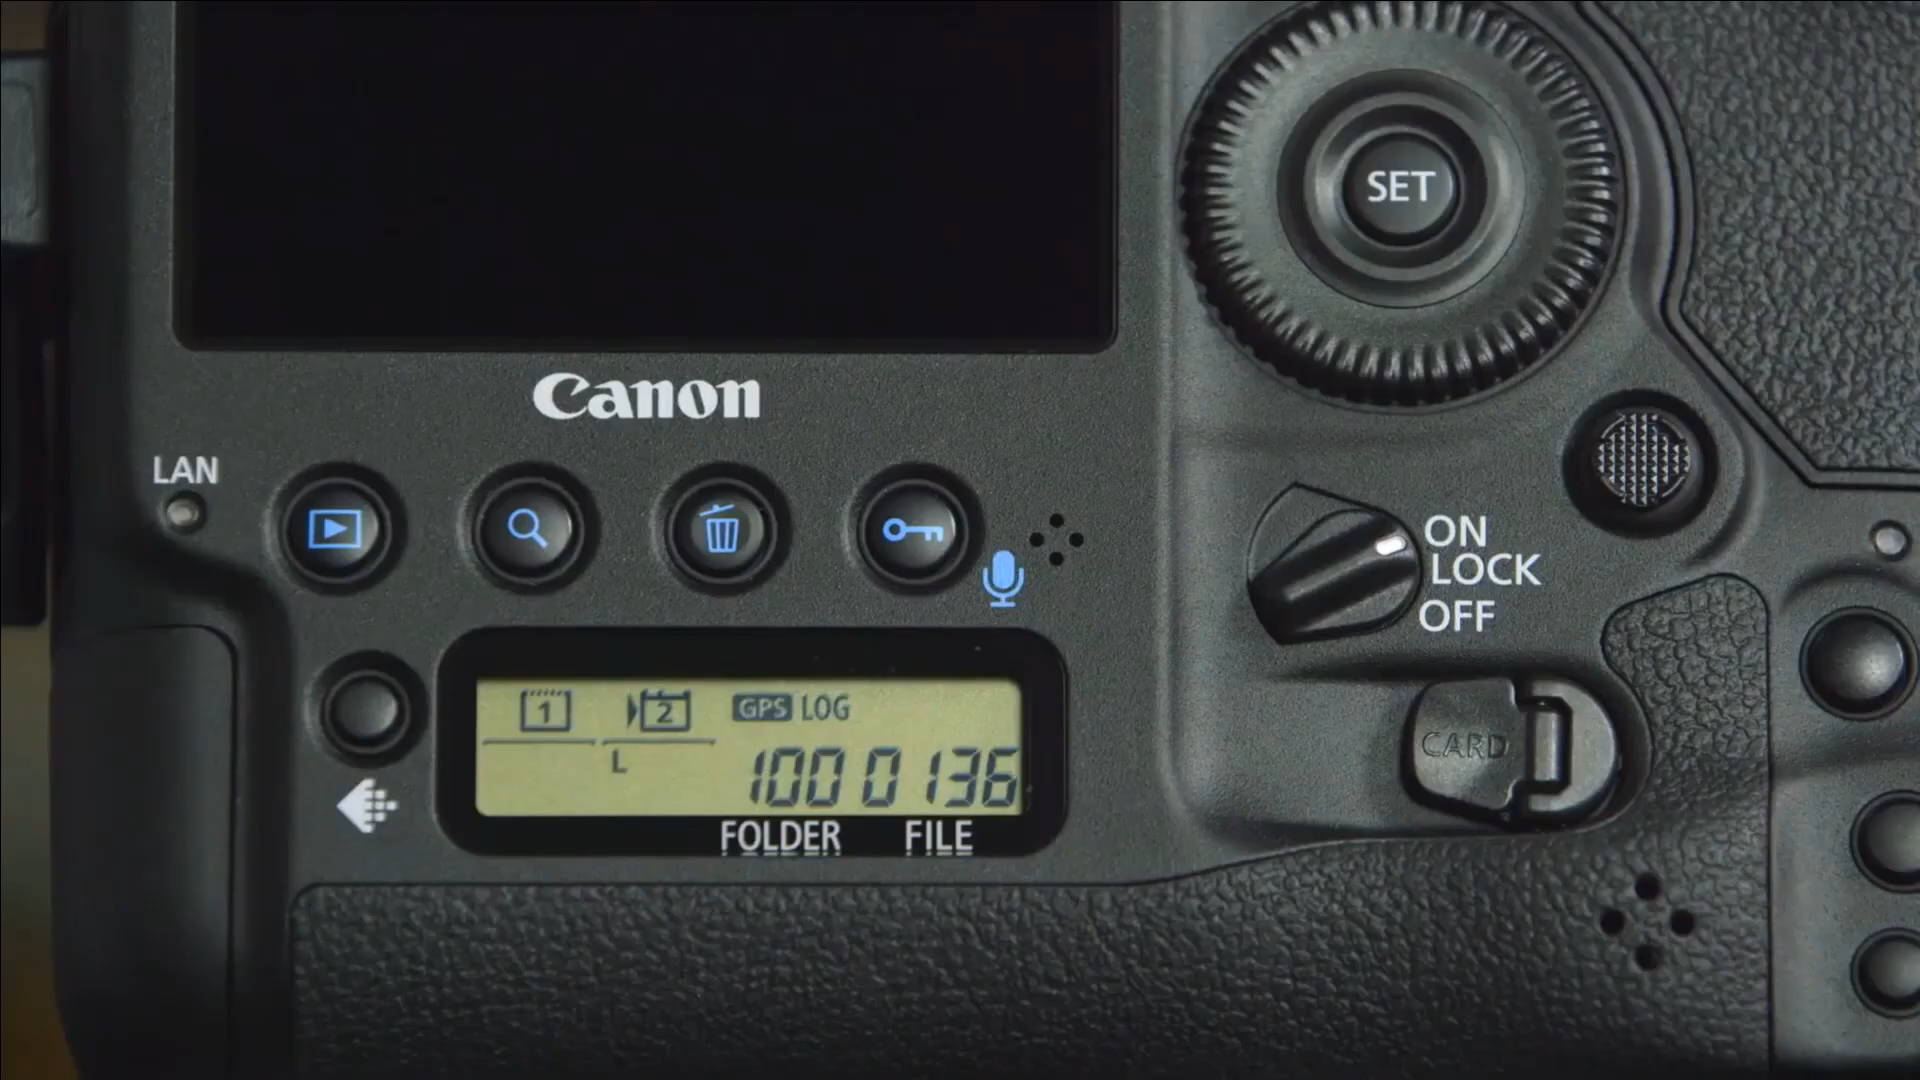 SET
Canon
LAN
ON
LOCK
OFF
1
2
GPS LOG
L
100 0136
FOLDER FILE
CARD